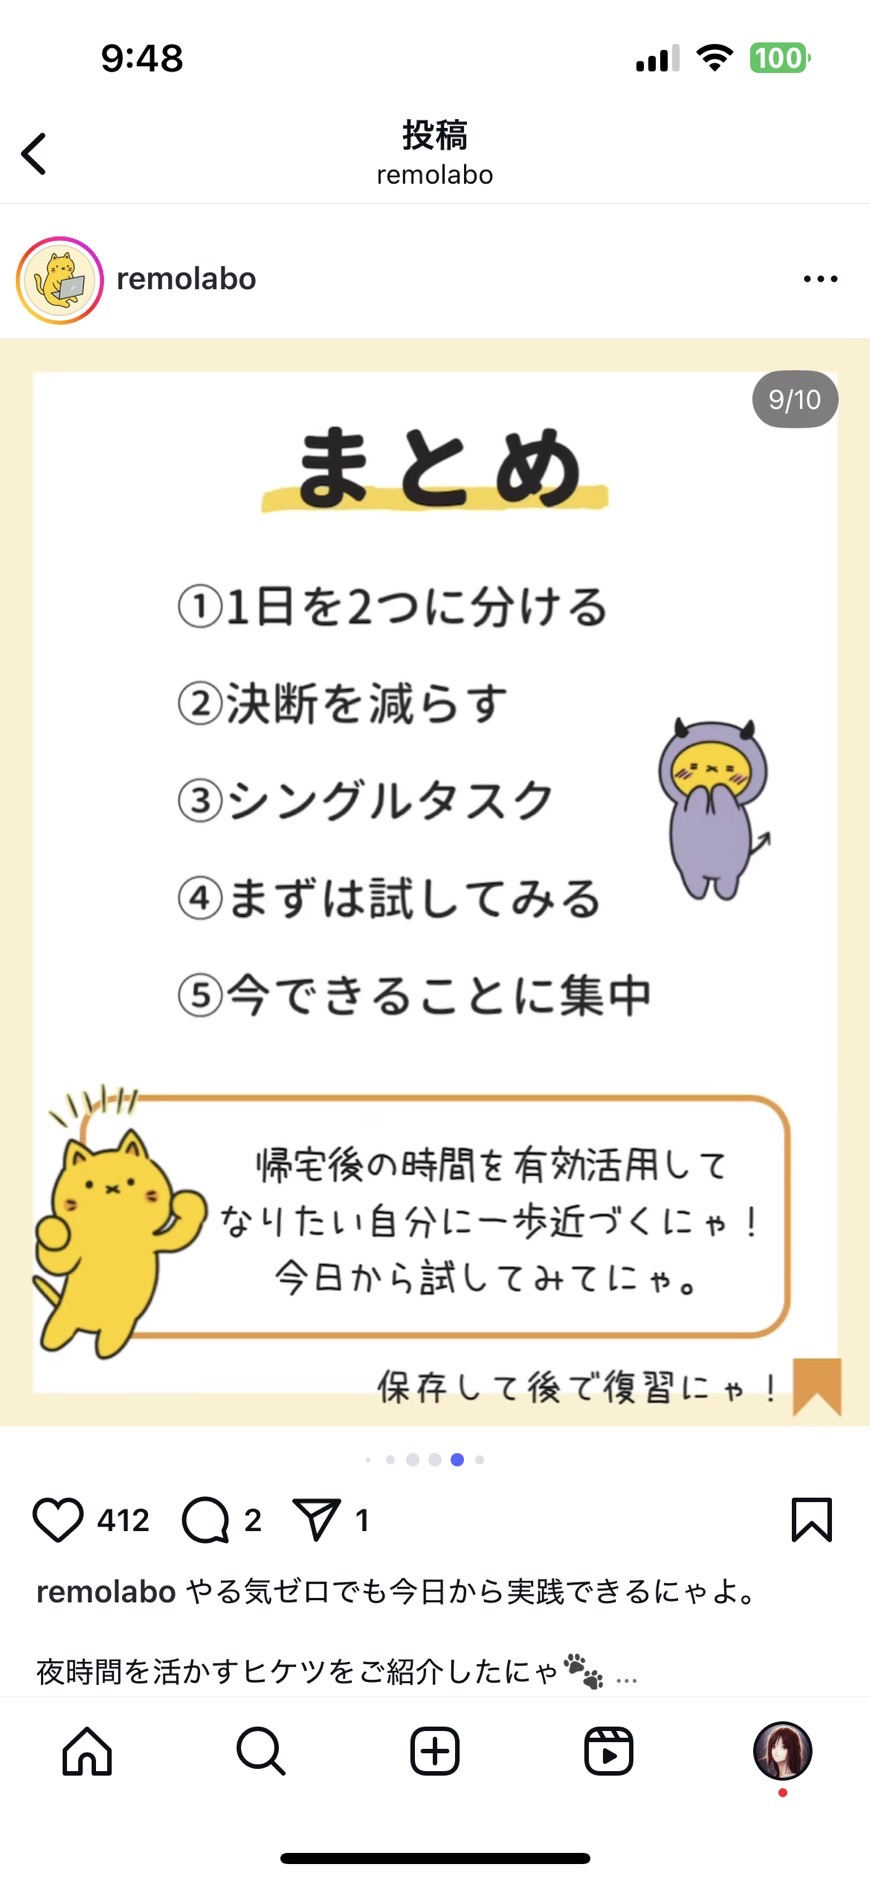 9:48
100
投稿
remolabo
remolabo
9/10
まとめ
①1日を2つに分ける
②決断を減らす
③シングルタスク
④まずは試してみる
⑤今できることに集中
帰宅後の時間を有効活用して
なりたい自分に一歩近づくにゃ！
今日から試してみてにゃ。
保存して後で復習にゃ！
412 2 1
remolabo やる気ゼロでも今日から実践できるにゃよ。
夜時間を活かすヒケツをご紹介したにゃ🐾 ...